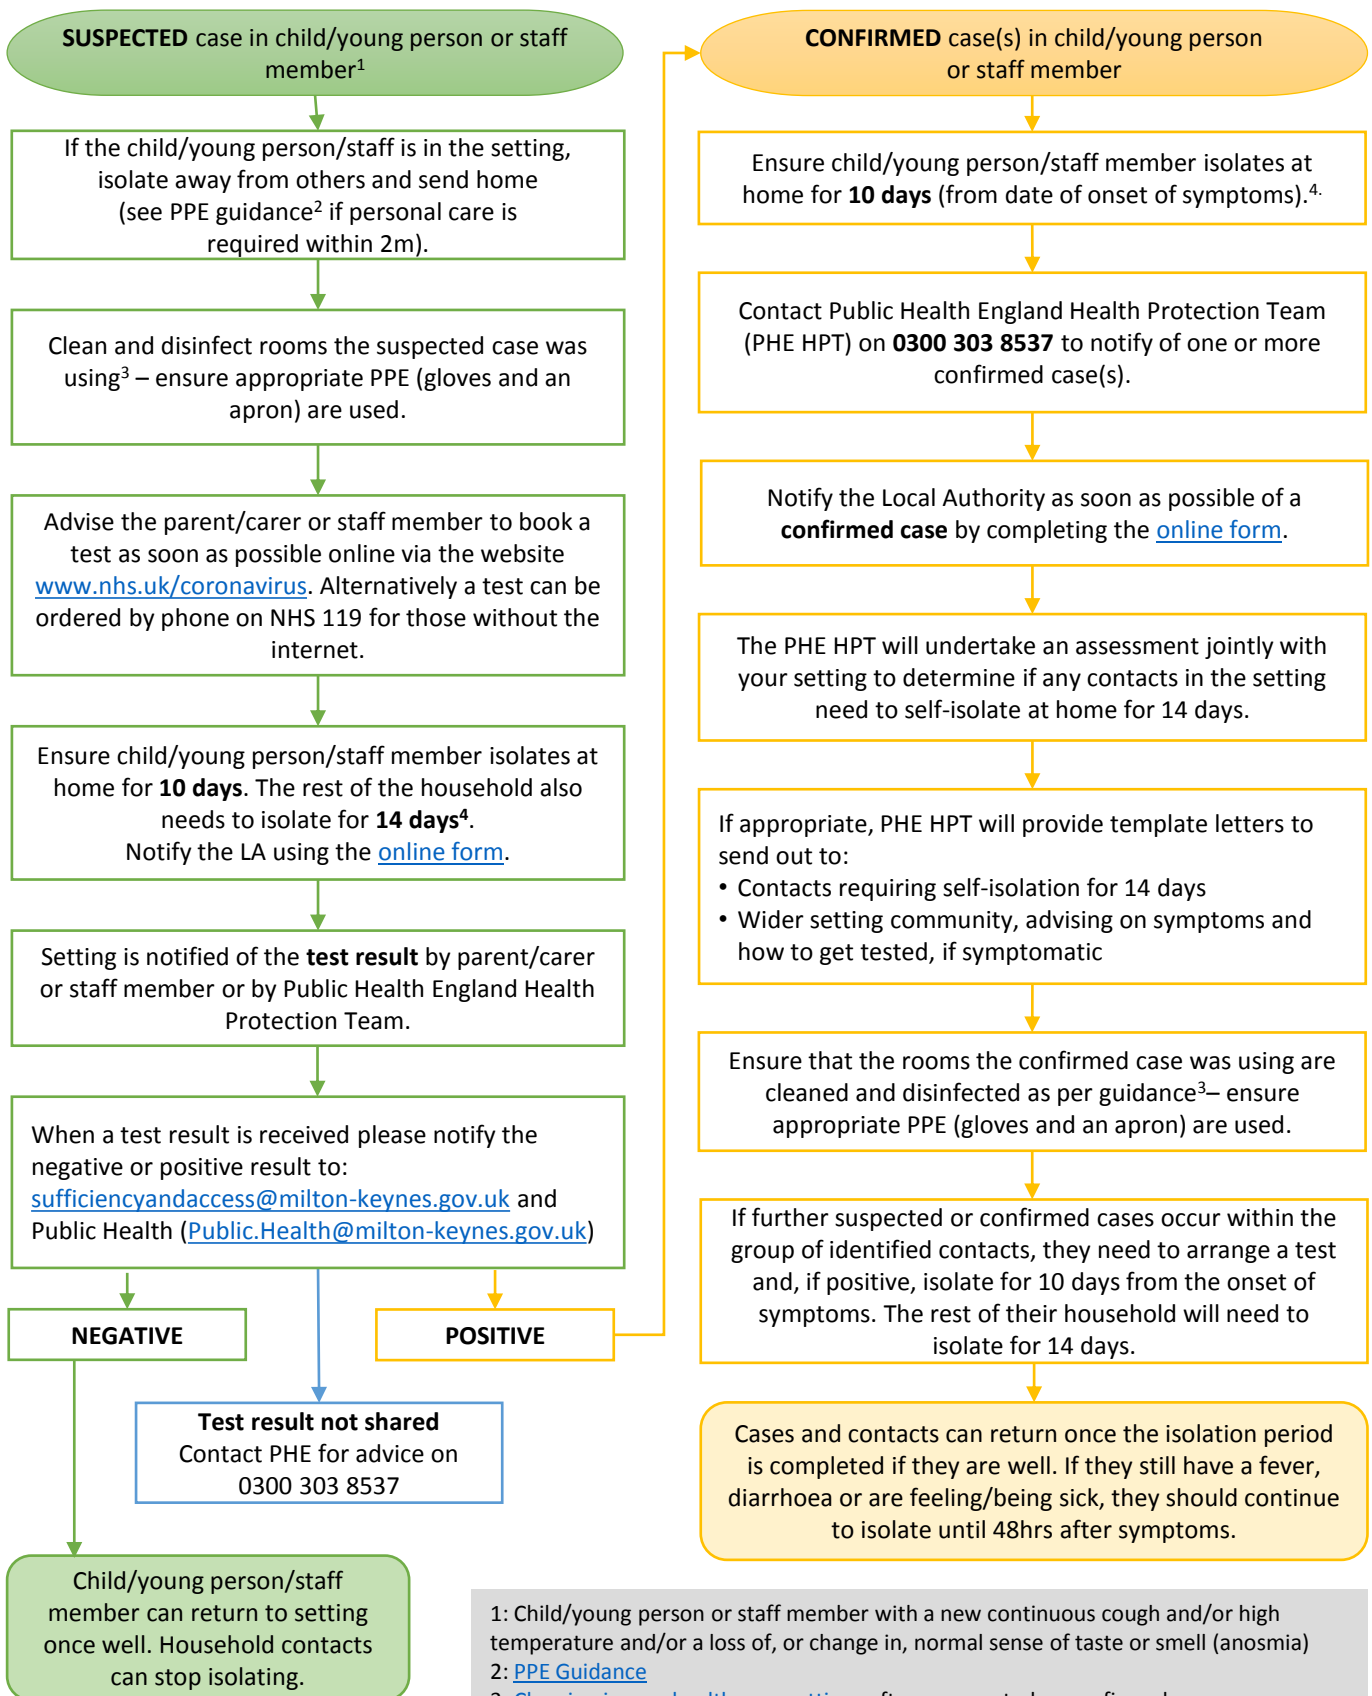 SUSPECTED case in child/young person or staff
member1
If the child/young person/staff is in the setting,
isolate away from others and send home
(see PPE guidance2 if personal care is
required within 2m).
Clean and disinfect rooms the suspected case was
using3 – ensure appropriate PPE (gloves and an
apron) are used.
Advise the parent/carer or staff member to book a
test as soon as possible online via the website
www.nhs.uk/coronavirus. Alternatively a test can be
ordered by phone on NHS 119 for those without the
internet.
Ensure child/young person/staff member isolates at
home for 10 days. The rest of the household also
needs to isolate for 14 days4.
Notify the LA using the online form.
Setting is notified of the test result by parent/carer
or staff member or by Public Health England Health
Protection Team.
When a test result is received please notify the
negative or positive result to:
sufficiencyandaccess@milton-keynes.gov.uk and
Public Health (Public.Health@milton-keynes.gov.uk)
NEGATIVE
POSITIVE
Test result not shared
Contact PHE for advice on
0300 303 8537
Child/young person/staff
member can return to setting
once well. Household contacts
can stop isolating.
CONFIRMED case(s) in child/young person
or staff member
Ensure child/young person/staff member isolates at
home for 10 days (from date of onset of symptoms).4.
Contact Public Health England Health Protection Team
(PHE HPT) on 0300 303 8537 to notify of one or more
confirmed case(s).
Notify the Local Authority as soon as possible of a
confirmed case by completing the online form.
The PHE HPT will undertake an assessment jointly with
your setting to determine if any contacts in the setting
need to self-isolate at home for 14 days.
If appropriate, PHE HPT will provide template letters to
send out to:
• Contacts requiring self-isolation for 14 days
• Wider setting community, advising on symptoms and
how to get tested, if symptomatic
Ensure that the rooms the confirmed case was using are
cleaned and disinfected as per guidance3– ensure
appropriate PPE (gloves and an apron) are used.
If further suspected or confirmed cases occur within the
group of identified contacts, they need to arrange a test
and, if positive, isolate for 10 days from the onset of
symptoms. The rest of their household will need to
isolate for 14 days.
Cases and contacts can return once the isolation period
is completed if they are well. If they still have a fever,
diarrhoea or are feeling/being sick, they should continue
to isolate until 48hrs after symptoms.
1: Child/young person or staff member with a new continuous cough and/or high
temperature and/or a loss of, or change in, normal sense of taste or smell (anosmia)
2: PPE Guidance